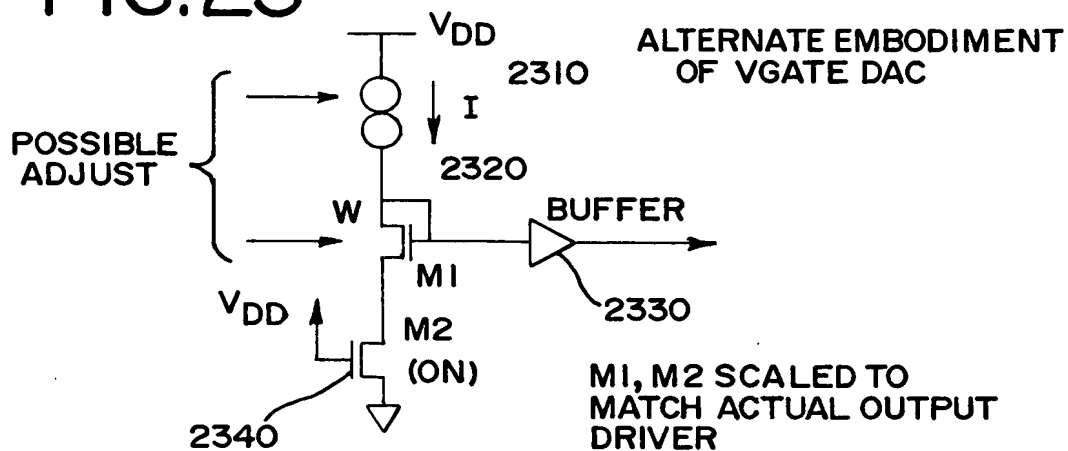 FIG.23
VDD
ALTERNATE EMBODIMENT
OF VGATE DAC
2310
I
POSSIBLE
ADJUST
2320
W
BUFFER
M1
2330
VDD
M2
(ON)
M1, M2 SCALED TO
MATCH ACTUAL OUTPUT
DRIVER
2340